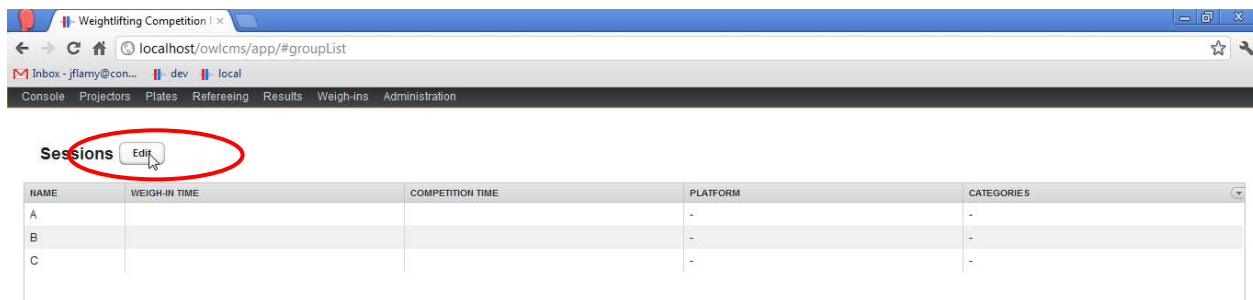 Weightlifting Competition |
localhost/owlcms/app/#groupList
Inbox - jflamy@con... dev local
Console Projectors Plates Refereeing Results Weigh-ins Administration
Sessions Edit
NAME WEIGH-IN TIME COMPETITION TIME PLATFORM CATEGORIES
A - -
B - -
C - -